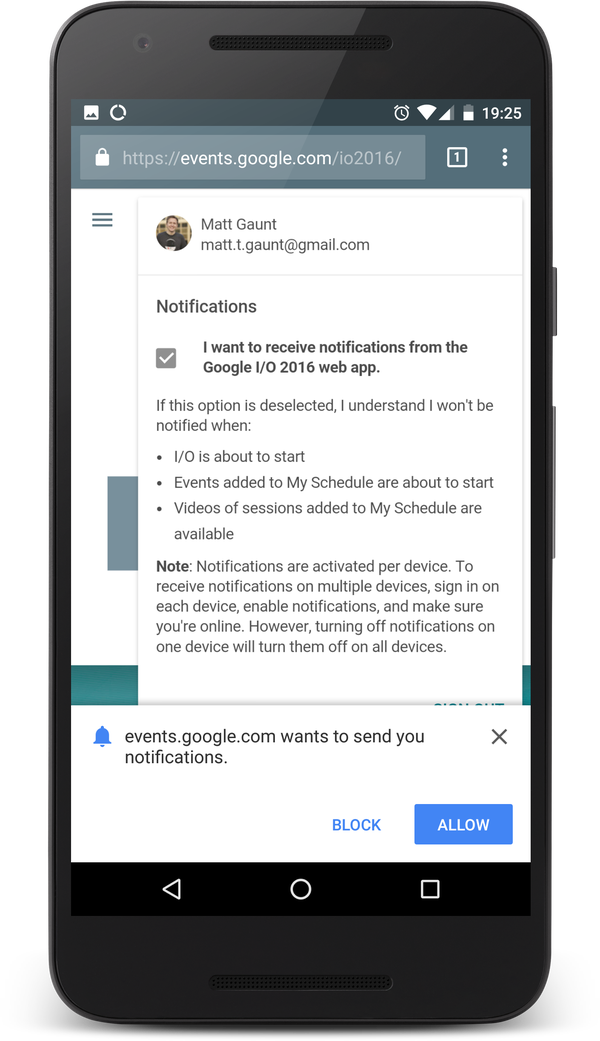 19:25
https://events.google.com/io2016/
1
Matt Gaunt
matt.t.gaunt@gmail.com
Notifications
I want to receive notifications from the
Google I/O 2016 web app.
If this option is deselected, I understand I won't be
notified when:
• I/O is about to start
• Events added to My Schedule are about to start
• Videos of sessions added to My Schedule are
available
Note: Notifications are activated per device. To
receive notifications on multiple devices, sign in on
each device, enable notifications, and make sure
you're online. However, turning off notifications on
one device will turn them off on all devices.
SIGN OUT
events.google.com wants to send you
notifications.
BLOCK ALLOW